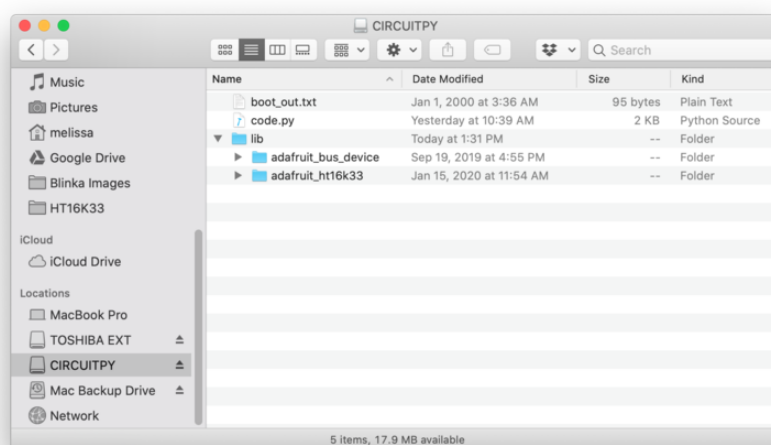 CIRCUITPY
Search
Music
Pictures
melissa
Google Drive
Blinka Images
HT16K33
iCloud
iCloud Drive
Locations
MacBook Pro
TOSHIBA EXT
CIRCUITPY
Mac Backup Drive
Network
Name Date Modified Size Kind
boot_out.txt Jan 1, 2000 at 3:36 AM 95 bytes Plain Text
code.py Yesterday at 10:39 AM 2 KB Python Source
lib Today at 1:31 PM -- Folder
adafruit_bus_device Sep 19, 2019 at 4:55 PM -- Folder
adafruit_ht16k33 Jan 15, 2020 at 11:54 AM -- Folder
5 items, 17.9 MB available